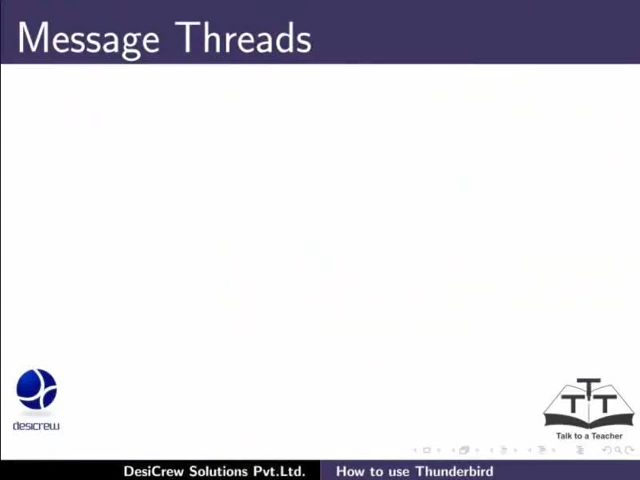 Message Threads
desicrew
T T T
Talk to a Teacher
DesiCrew Solutions Pvt.Ltd.
How to use Thunderbird